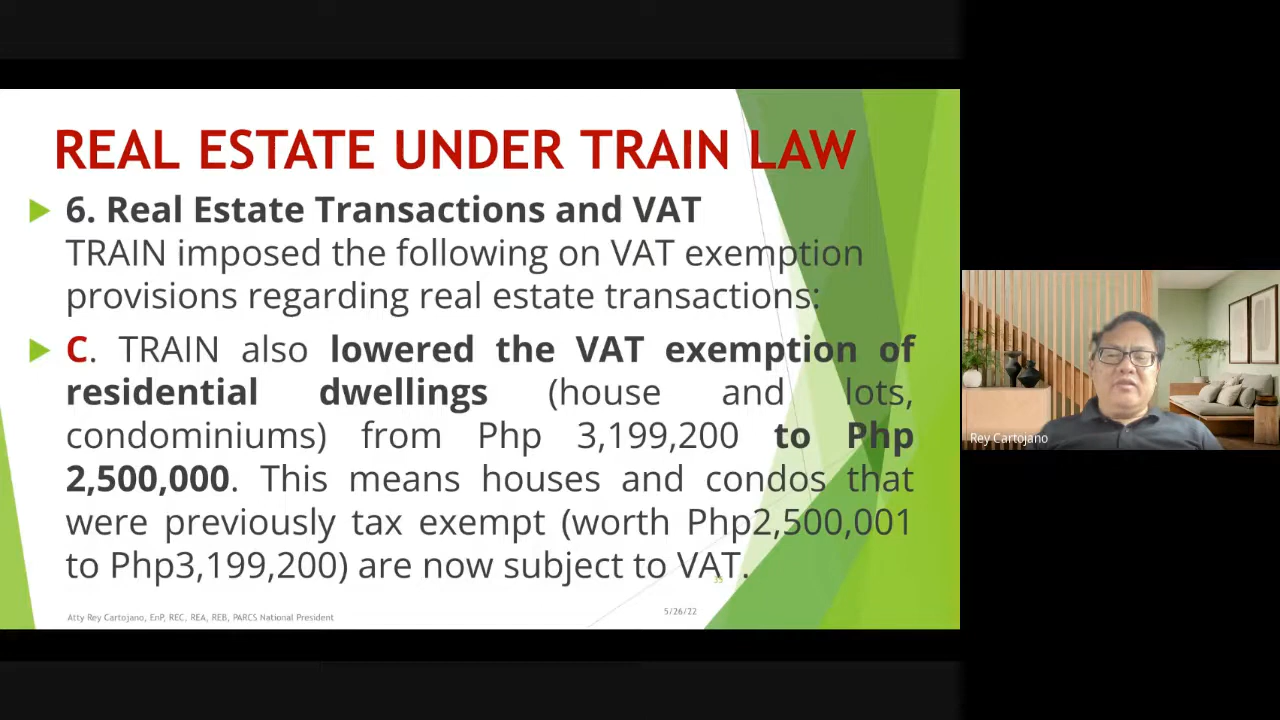 REAL ESTATE UNDER TRAIN LAW
6. Real Estate Transactions and VAT
TRAIN imposed the following on VAT exemption
provisions regarding real estate transactions:
C. TRAIN also lowered the VAT exemption of
residential dwellings (house and lots,
condominiums) from Php 3,199,200 to Php
2,500,000. This means houses and condos that
were previously tax exempt (worth Php2,500,001
to Php3,199,200) are now subject to VAT.
Atty Rey Cartojano, EnP, REC, REA, REB, PARCS National President
5/26/22
Rey Cartojano